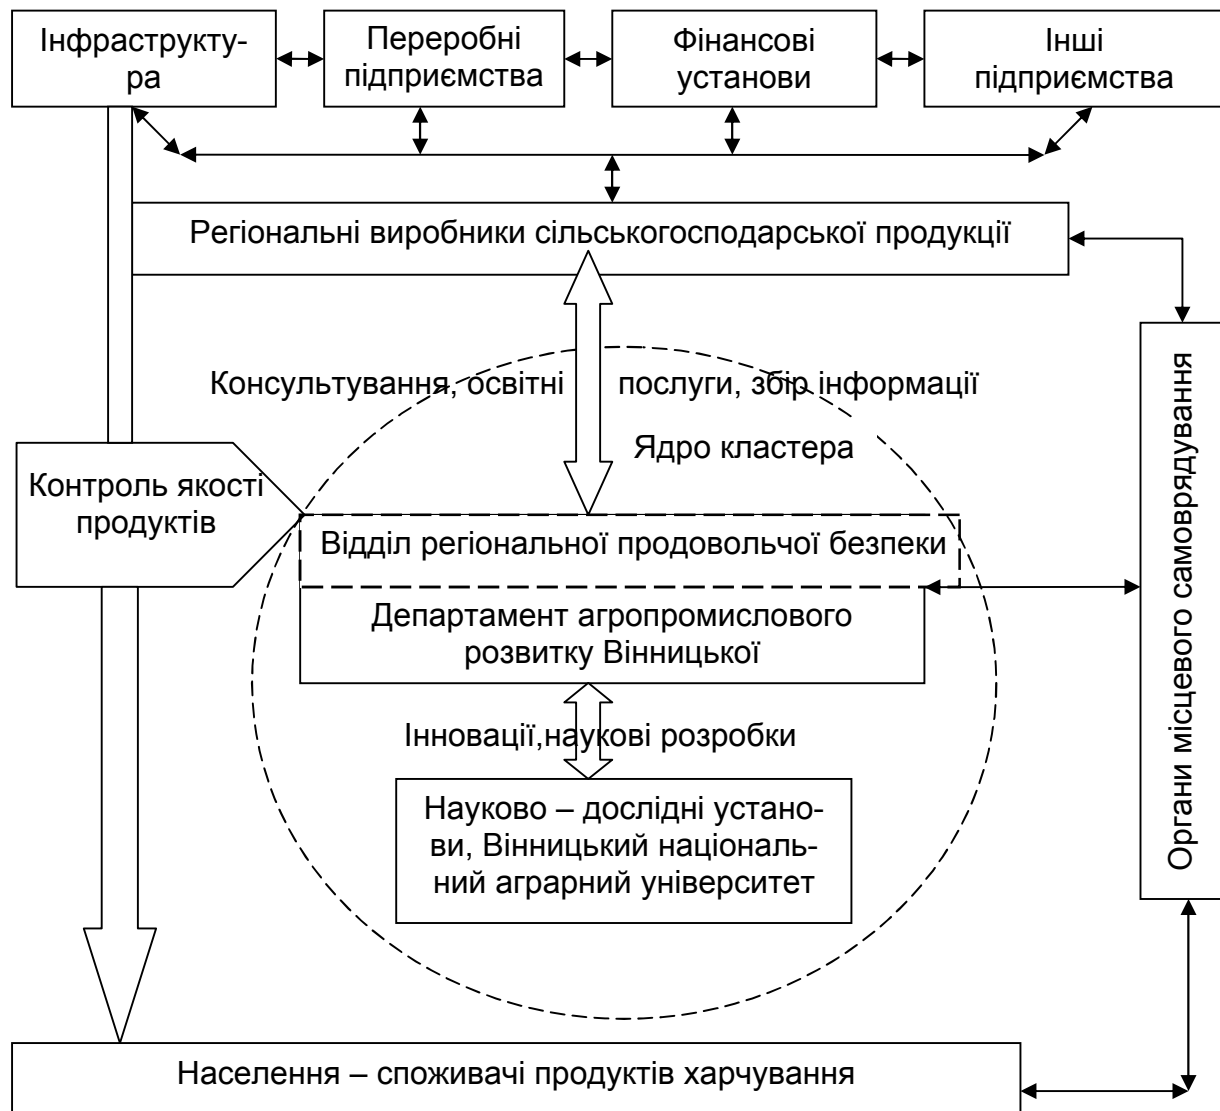 Інфраструкту-
ра
Переробні
підприємства
Фінансові
установи
Інші
підприємства
Регіональні виробники сільськогосподарської продукції
Консультування, освітні послуги, збір інформації
Ядро кластера
Контроль якості
продуктів
Відділ регіональної продовольчої безпеки
Департамент агропромислового
розвитку Вінницької
Інновації,наукові розробки
Науково – дослідні устано-
ви, Вінницький національ-
ний аграрний університет
Органи місцевого самоврядування
Населення – споживачі продуктів харчування